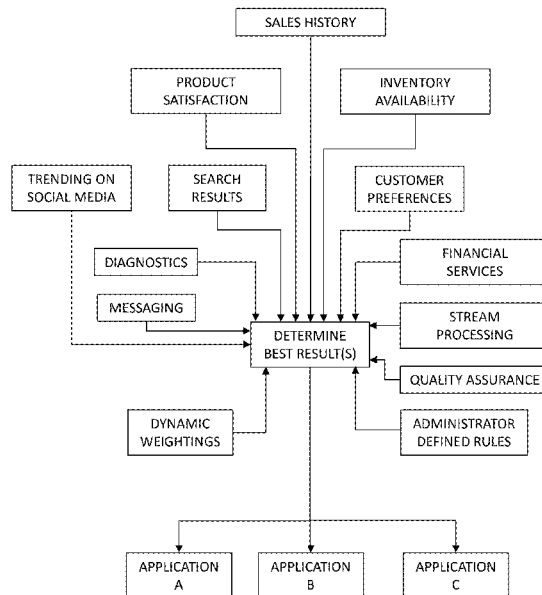 SALES HISTORY
PRODUCT
SATISFACTION
INVENTORY
AVAILABILITY
TRENDING ON
SOCIAL MEDIA
SEARCH
RESULTS
CUSTOMER
PREFERENCES
DIAGNOSTICS
FINANCIAL
SERVICES
MESSAGING
STREAM
PROCESSING
DETERMINE
BEST RESULT(S)
QUALITY ASSURANCE
DYNAMIC
WEIGHTINGS
ADMINISTRATOR
DEFINED RULES
APPLICATION
A
APPLICATION
B
APPLICATION
C